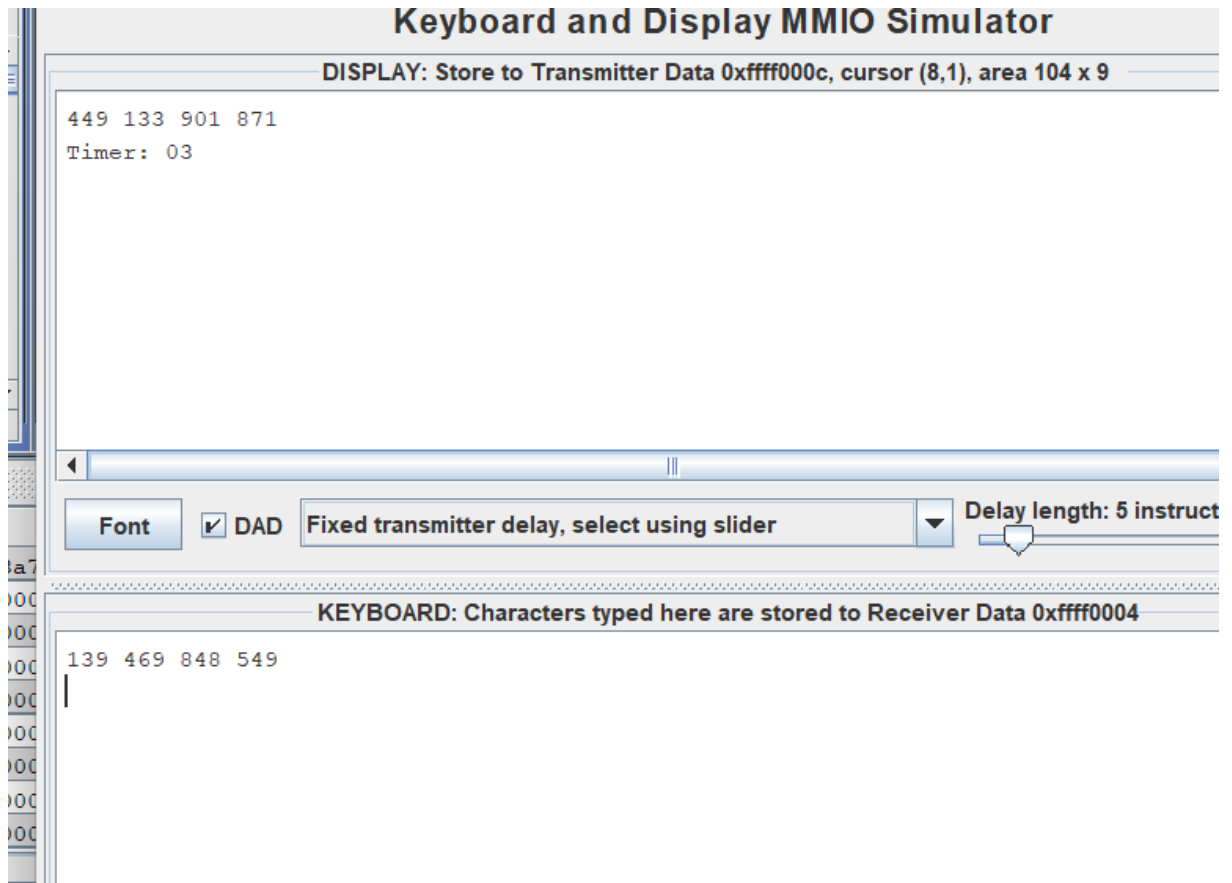 Keyboard and Display MMIO Simulator
DISPLAY: Store to Transmitter Data 0xffff000c, cursor (8,1), area 104 x 9
449 133 901 871
Timer: 03
Font DAD Fixed transmitter delay, select using slider Delay length: 5 instruct
KEYBOARD: Characters typed here are stored to Receiver Data 0xffff0004
139 469 848 549